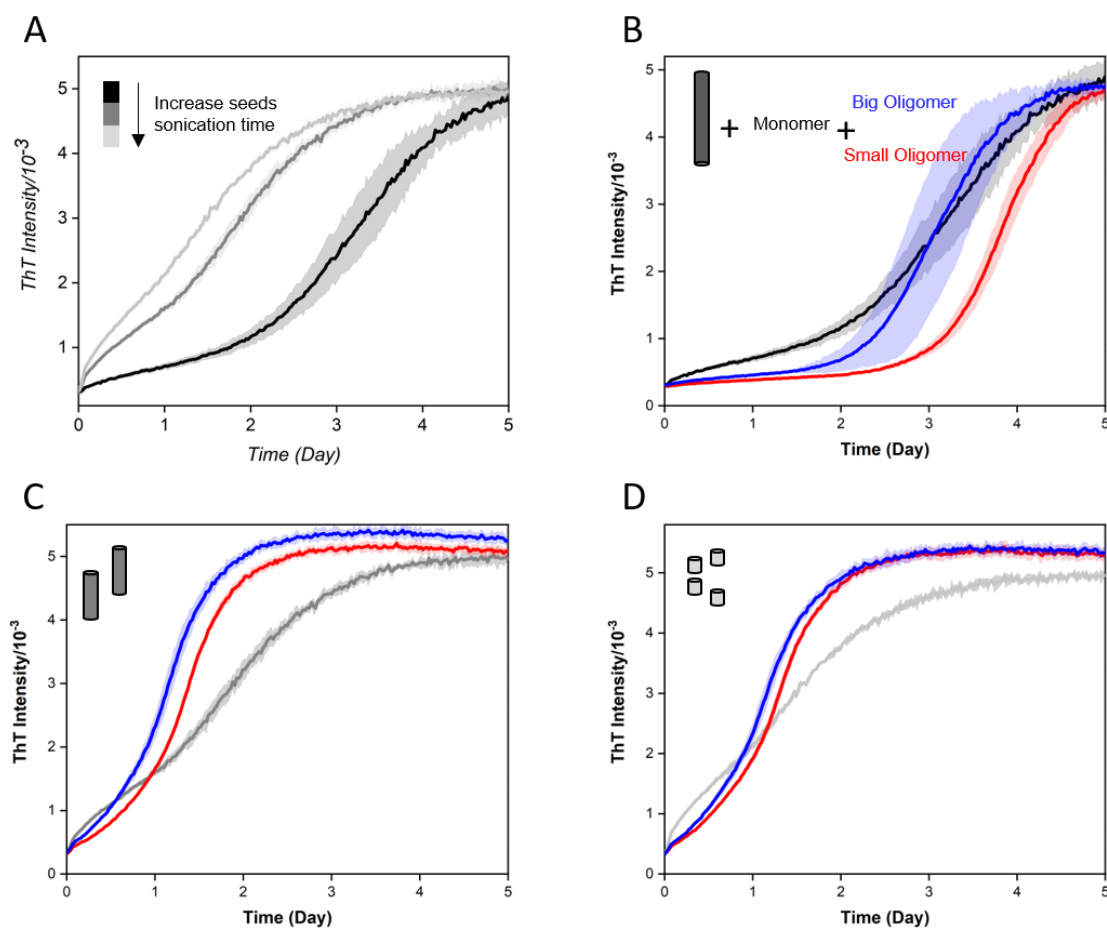 A
ThT Intensity/10⁻³
5
4
3
2
1
Increase seeds
sonication time
0 1 2 3 4 5
Time (Day)
B
ThT Intensity/10⁻³
5
4
3
2
1
0
+ Monomer +
Big Oligomer
Small Oligomer
0 1 2 3 4 5
Time (Day)
C
ThT Intensity/10⁻³
5
4
3
2
1
0
0 1 2 3 4 5
Time (Day)
D
ThT Intensity/10⁻³
5
4
3
2
1
0
0 1 2 3 4 5
Time (Day)